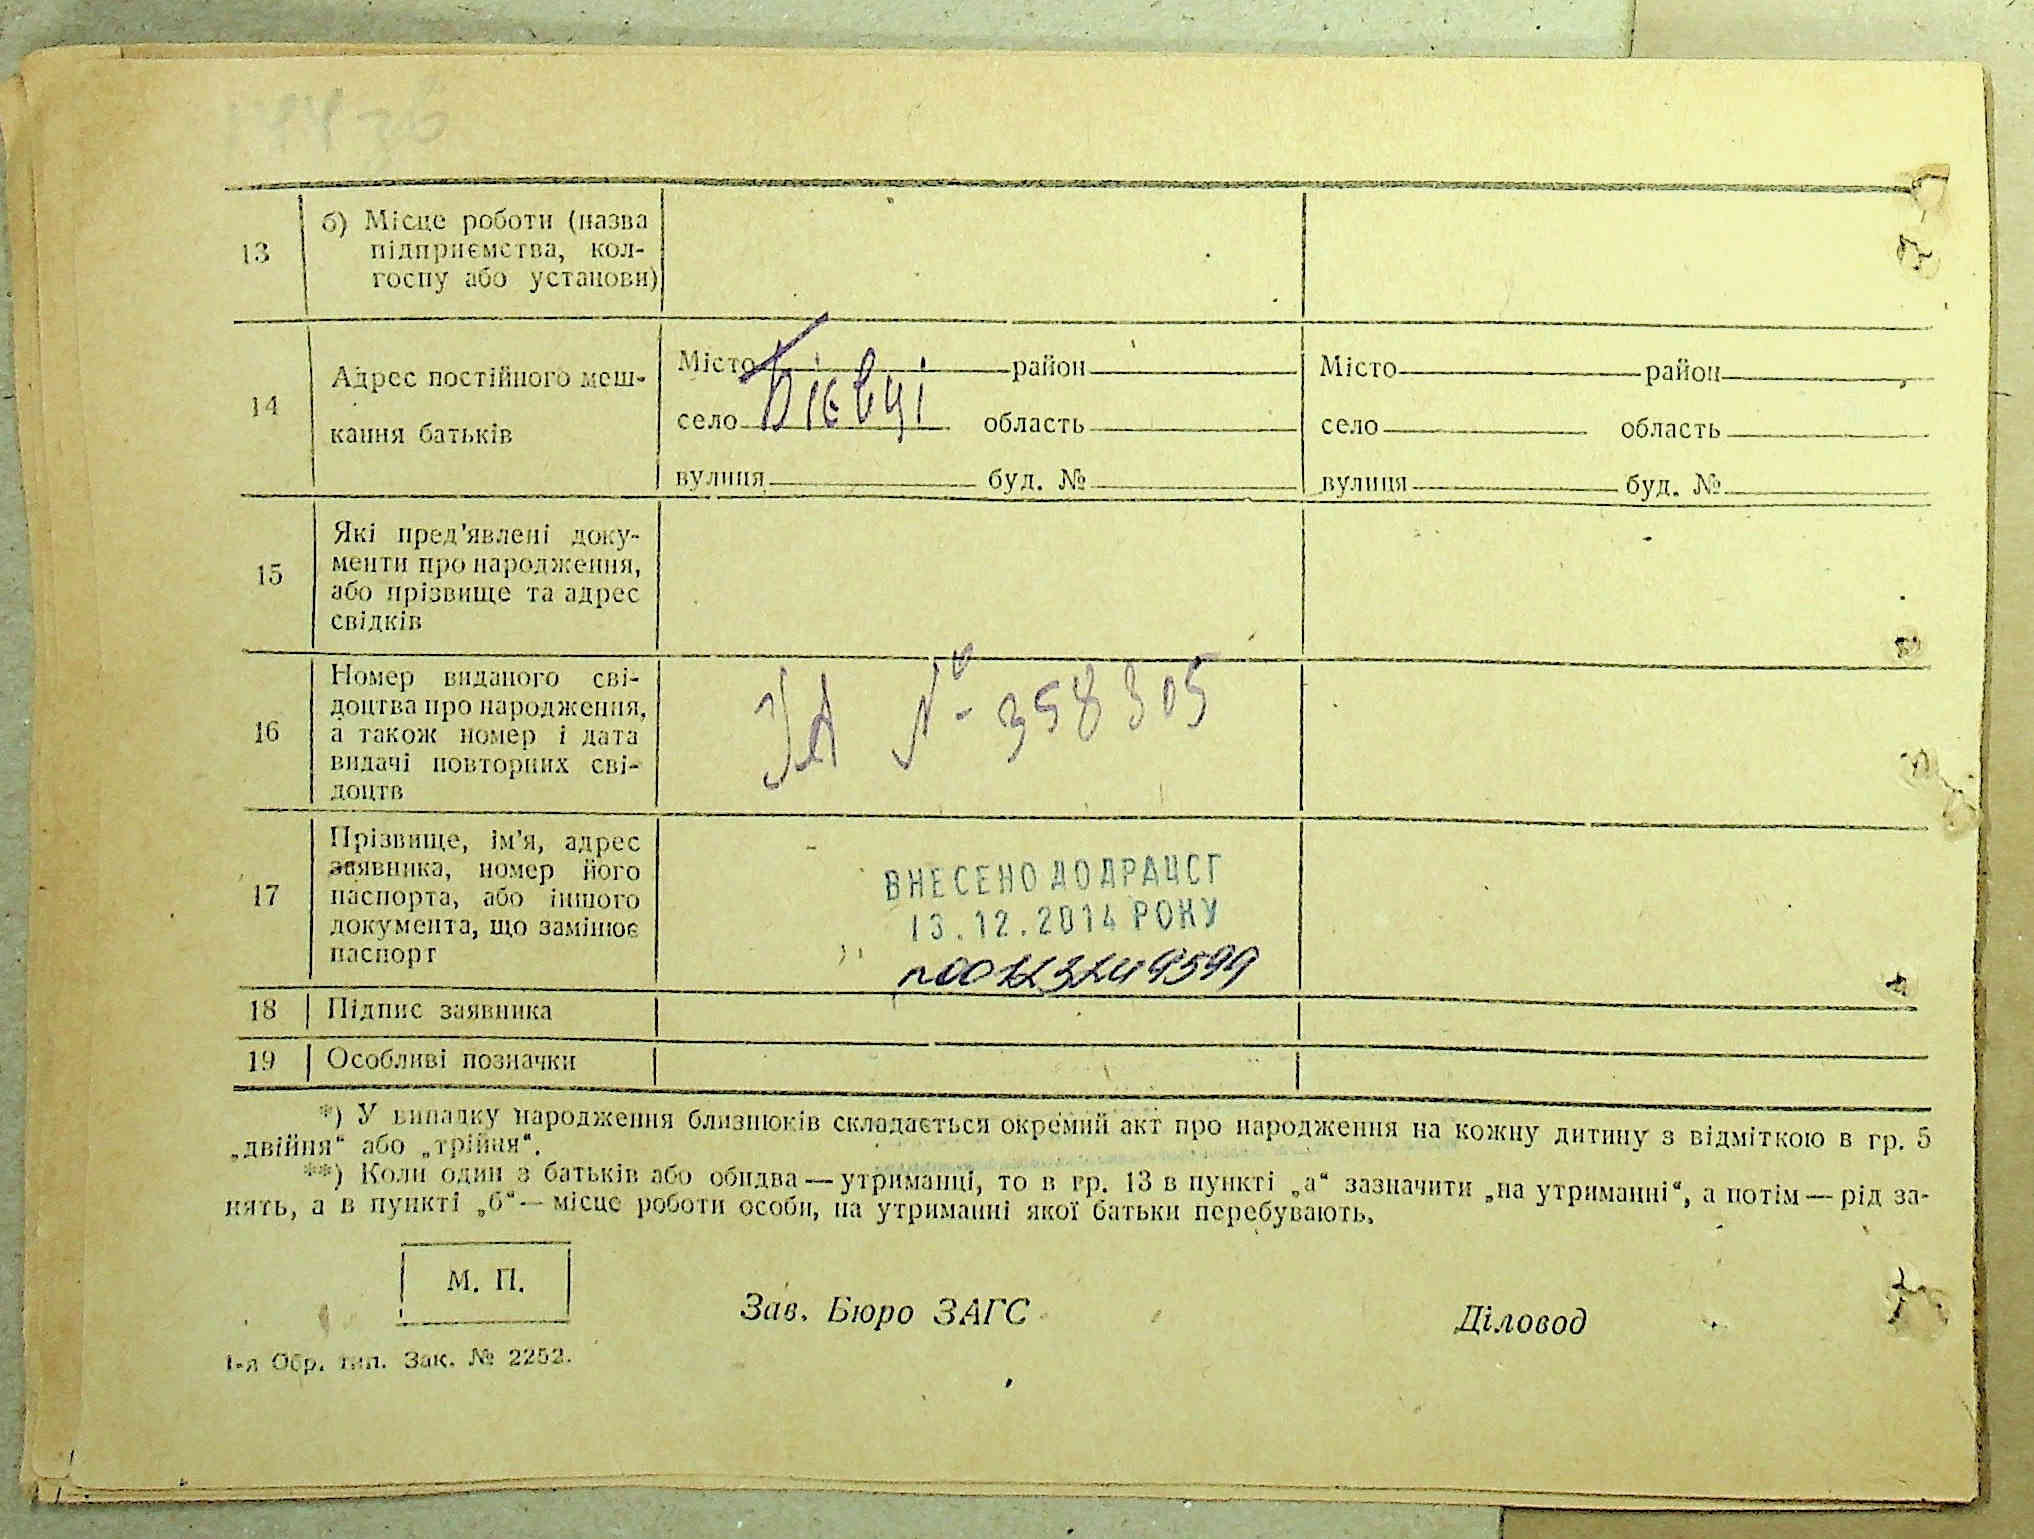 13
б) Місце роботи (назва
підприємства, кол-
госпу або установи)
14
Адрес постійного меш-
кання батьків
Місто район
село Бієвці область
вулиця буд. №
Місто район
село область
вулиця буд. №
15
Які пред'явлені доку-
менти про народження,
або прізвище та адрес
свідків
16
Номер виданого сві-
доцтва про народження,
а також номер і дата
видачі повторних сві-
доцтв
УА № 358305
17
Прізвище, ім'я, адрес
заявника, номер його
паспорта, або іншого
документа, що замінює
паспорт
ВНЕСЕНО ДО ДРАЦСГ
13.12.2014 РОКУ
18 Підпис заявника
19 Особливі позначки
*) У випадку народження близнюків складається окремий акт про народження на кожну дитину з відміткою в гр. 5
„двійня“ або „трійня“.
**) Коли один з батьків або обидва — утриманці, то в гр. 13 в пункті „а“ зазначити „на утриманні“, а потім — рід за-
нять, а в пункті „б“ — місце роботи особи, на утриманні якої батьки перебувають.
М. П.
Зав. Бюро ЗАГС
Діловод
1-я Обр. тип. Зак. № 2252.